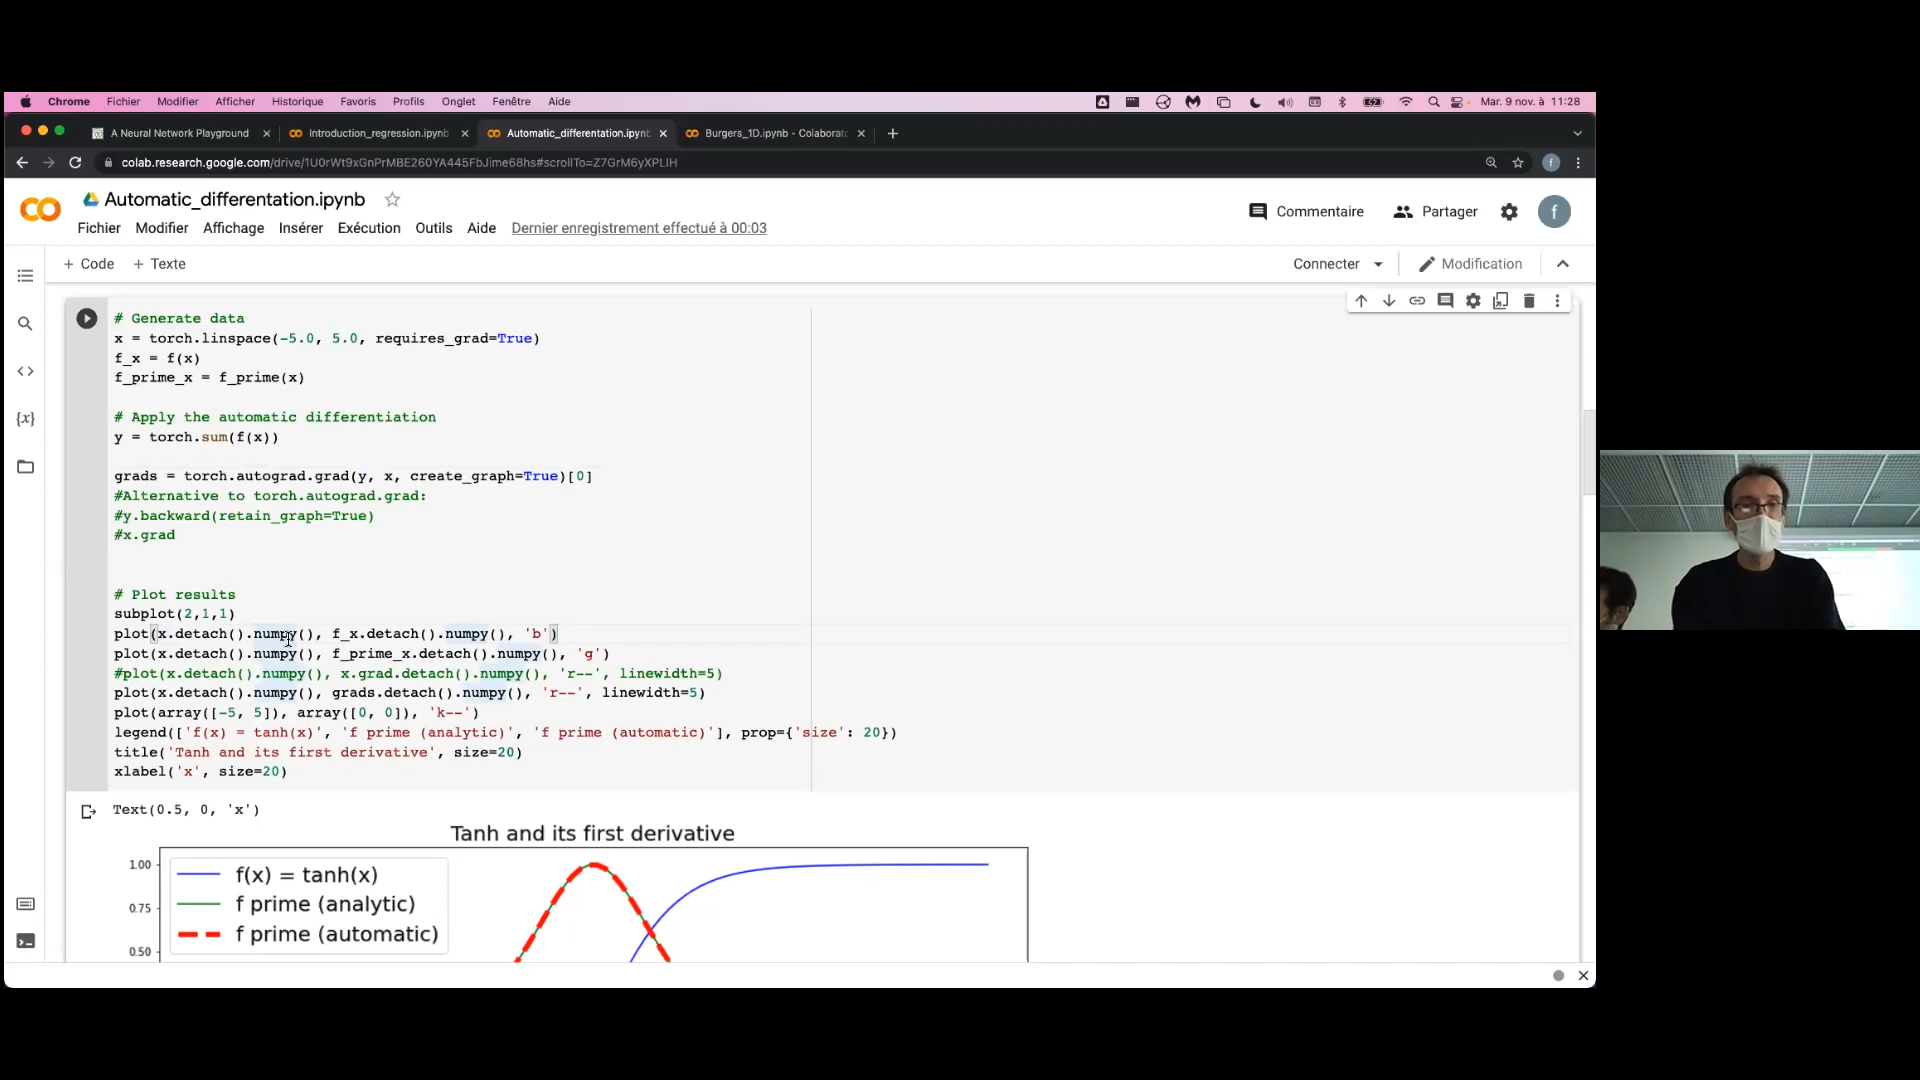 Chrome Fichier Modifier Afficher Historique Favoris Profils Onglet Fenêtre Aide Mar. 9 nov. à 11:28
A Neural Network Playground Introduction_regression.ipynb Automatic_differentation.ipynb Burgers_1D.ipynb - Colaborato
colab.research.google.com/drive/1U0rWt9xGnPrMBE260YA445FbJime68hs#scrollTo=Z7GrM6yXPLIH f
Automatic_differentation.ipynb
Commentaire Partager f
Fichier Modifier Affichage Insérer Exécution Outils Aide Dernier enregistrement effectué à 00:03
+ Code + Texte Connecter Modification
# Generate data
x = torch.linspace(-5.0, 5.0, requires_grad=True)
f_x = f(x)
f_prime_x = f_prime(x)
# Apply the automatic differentiation
y = torch.sum(f(x))
grads = torch.autograd.grad(y, x, create_graph=True)[0]
#Alternative to torch.autograd.grad:
#y.backward(retain_graph=True)
#x.grad
# Plot results
subplot(2,1,1)
plot(x.detach().numpy(), f_x.detach().numpy(), 'b')
plot(x.detach().numpy(), f_prime_x.detach().numpy(), 'g')
#plot(x.detach().numpy(), x.grad.detach().numpy(), 'r--', linewidth=5)
plot(x.detach().numpy(), grads.detach().numpy(), 'r--', linewidth=5)
plot(array([-5, 5]), array([0, 0]), 'k--')
legend(['f(x) = tanh(x)', 'f prime (analytic)', 'f prime (automatic)'], prop={'size': 20})
title('Tanh and its first derivative', size=20)
xlabel('x', size=20)
Text(0.5, 0, 'x')
Tanh and its first derivative
1.00
f(x) = tanh(x)
0.75
f prime (analytic)
f prime (automatic)
0.50